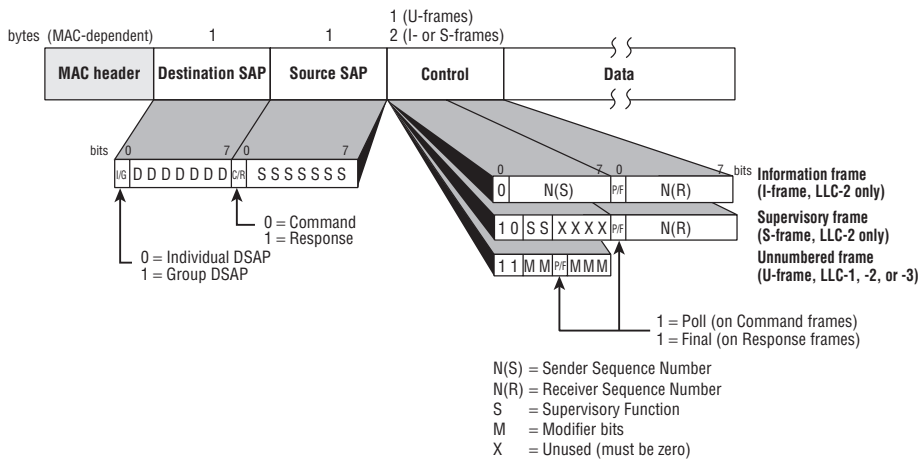 1 (U-frames)
bytes (MAC-dependent) 1 1 2 (I- or S-frames)
MAC header Destination SAP Source SAP Control Data
bits 0 7 0 7
I/G D D D D D D D C/R S S S S S S S
0 = Command
1 = Response
0 = Individual DSAP
1 = Group DSAP
0 7 0 7 bits
0 N(S) P/F N(R)
Information frame
(I-frame, LLC-2 only)
1 0 S S X X X X P/F N(R)
Supervisory frame
(S-frame, LLC-2 only)
1 1 M M P/F M M M
Unnumbered frame
(U-frame, LLC-1, -2, or -3)
1 = Poll (on Command frames)
1 = Final (on Response frames)
N(S) = Sender Sequence Number
N(R) = Receiver Sequence Number
S = Supervisory Function
M = Modifier bits
X = Unused (must be zero)